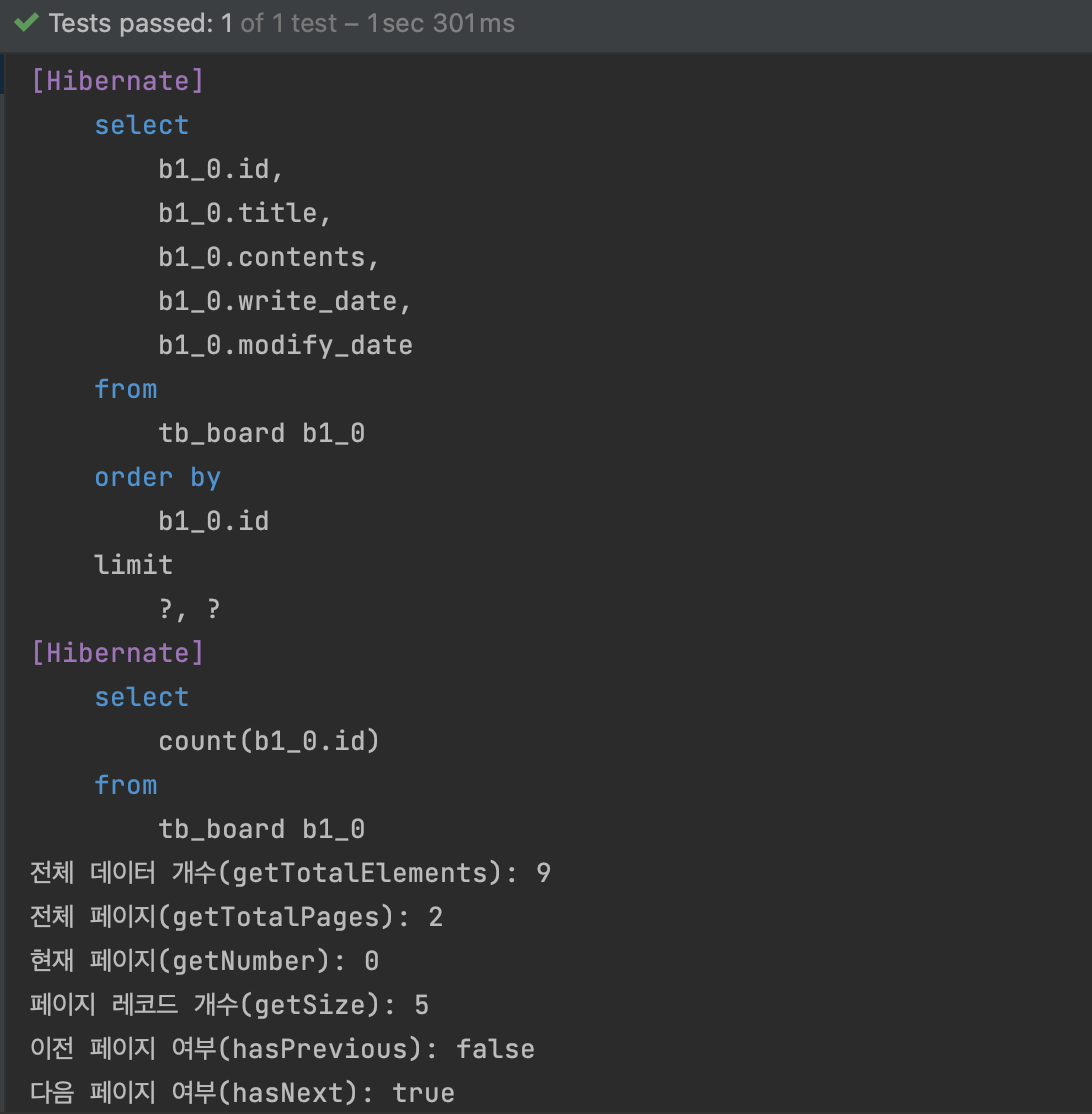 Tests passed: 1 of 1 test – 1 sec 301 ms
[Hibernate]
select
b1_0.id,
b1_0.title,
b1_0.contents,
b1_0.write_date,
b1_0.modify_date
from
tb_board b1_0
order by
b1_0.id
limit
?, ?
[Hibernate]
select
count(b1_0.id)
from
tb_board b1_0
전체 데이터 개수(getTotalElements): 9
전체 페이지(getTotalPages): 2
현재 페이지(getNumber): 0
페이지 레코드 개수(getSize): 5
이전 페이지 여부(hasPrevious): false
다음 페이지 여부(hasNext): true